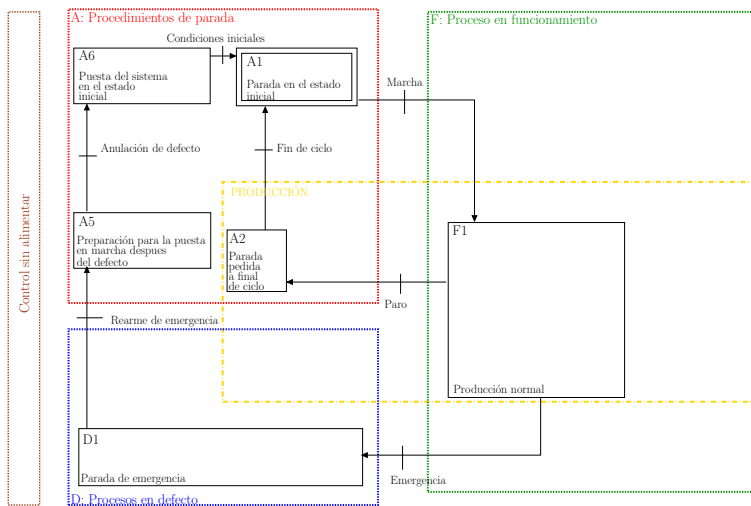 A: Procedimientos de parada
F: Proceso en funcionamiento
Condiciones iniciales
A6
Puesta del sistema
en el estado
inicial
A1
Parada en el estado
inicial
Marcha
Anulación de defecto
Fin de ciclo
Control sin alimentar
PRODUCCIÓN
A5
Preparación para la puesta
en marcha despues
del defecto
A2
Parada
pedida
a final
de ciclo
F1
Paro
Rearme de emergencia
Producción normal
D1
Parada de emergencia
Emergencia
D: Procesos en defecto